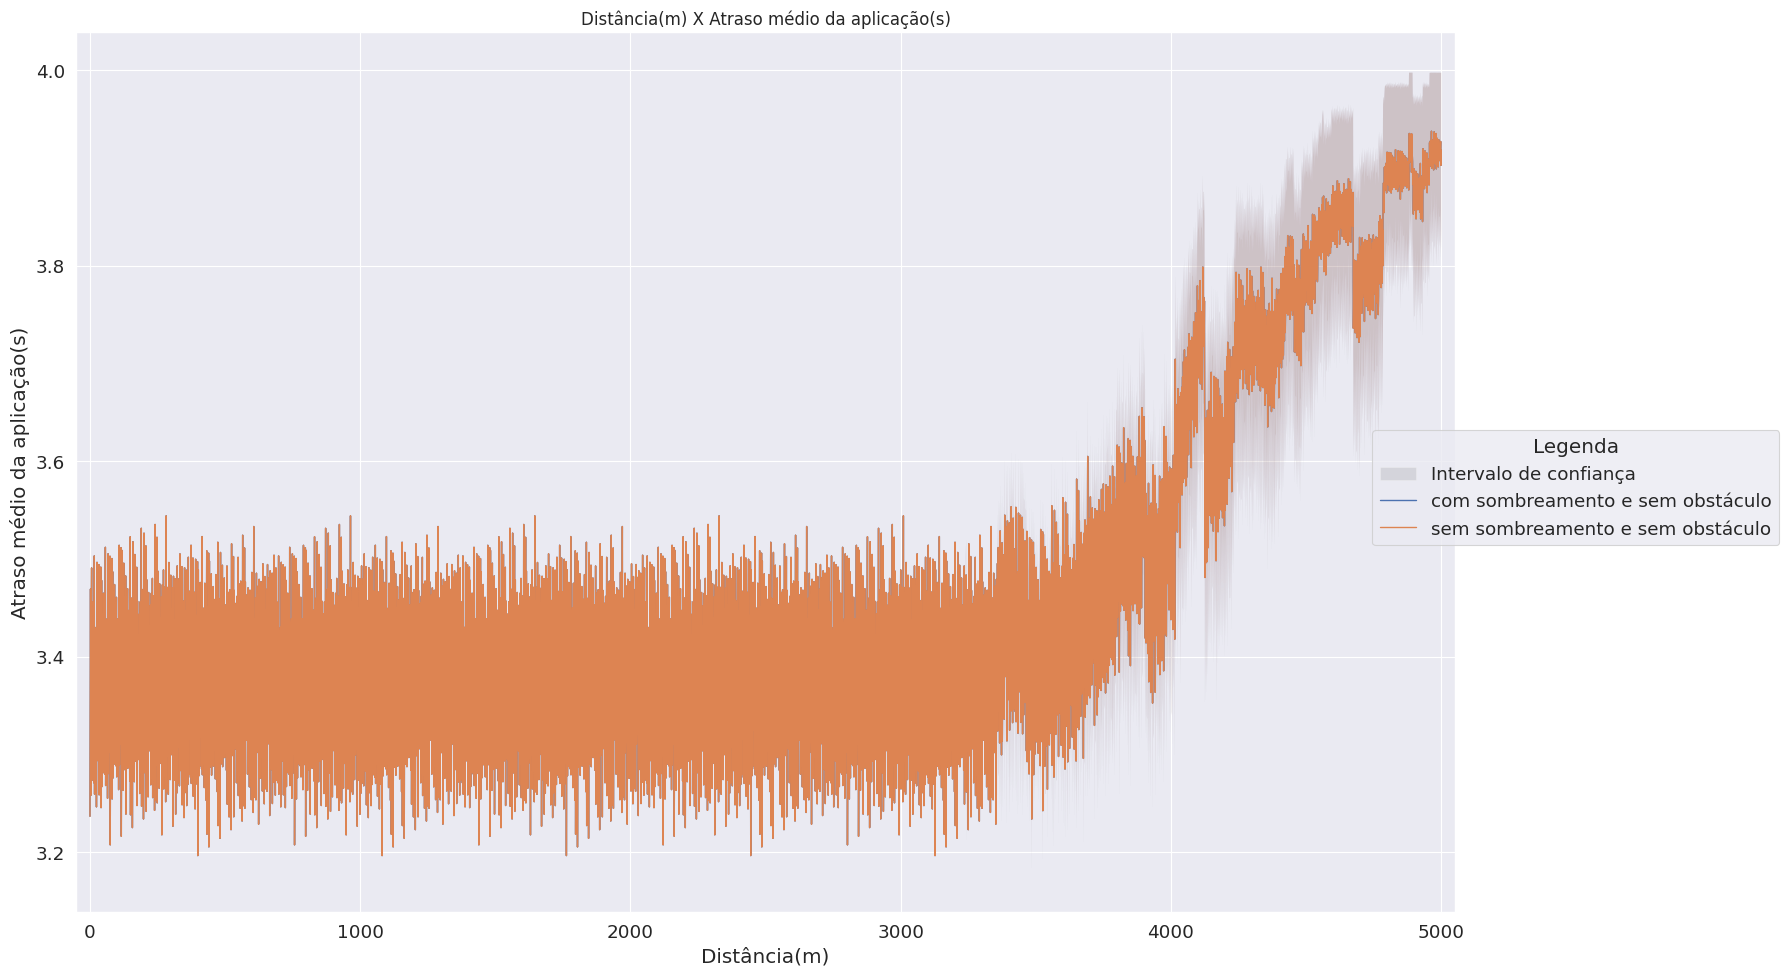 Distância(m) X Atraso médio da aplicação(s)
4.0
3.8
3.6
3.4
3.2
Atraso médio da aplicação(s)
0
1000
2000
3000
4000
5000
Distância(m)
Legenda
Intervalo de confiança
com sombreamento e sem obstáculo
sem sombreamento e sem obstáculo